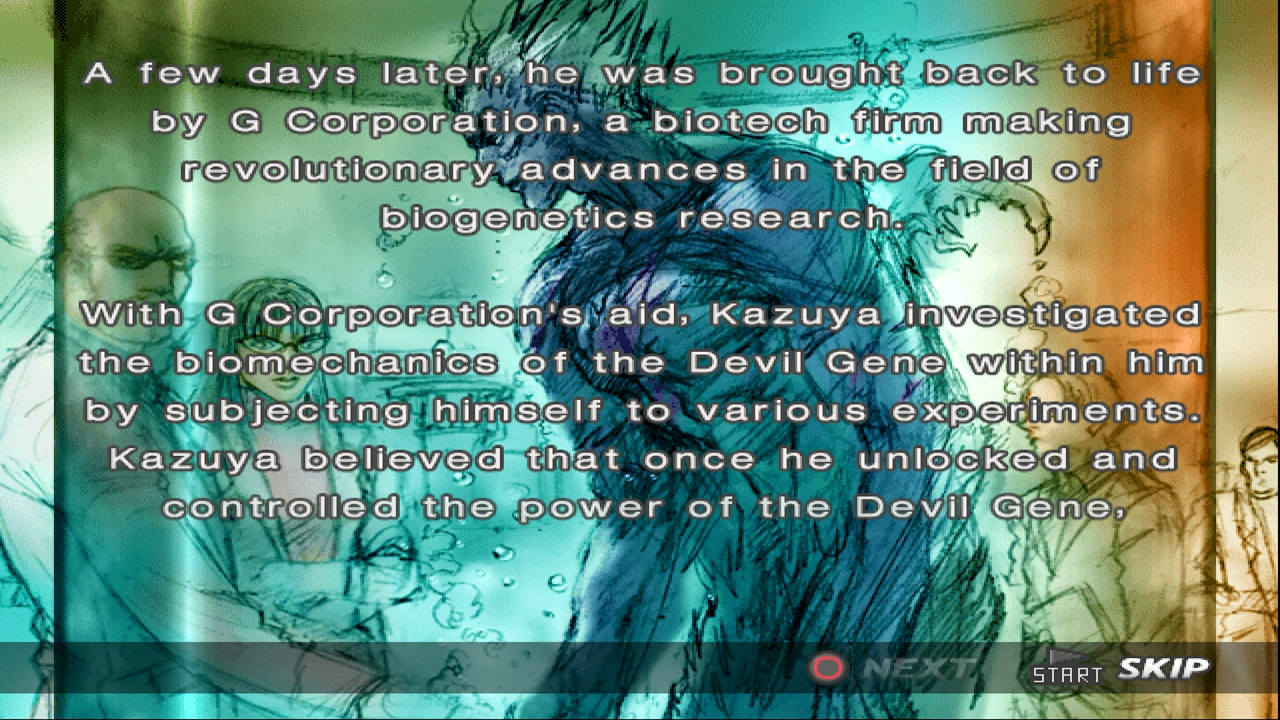 A few days later, he was brought back to life
by G Corporation, a biotech firm making
revolutionary advances in the field of
biogenetics research.
With G Corporation's aid, Kazuya investigated
the biomechanics of the Devil Gene within him
by subjecting himself to various experiments.
Kazuya believed that once he unlocked and
controlled the power of the Devil Gene,
NEXT START SKIP